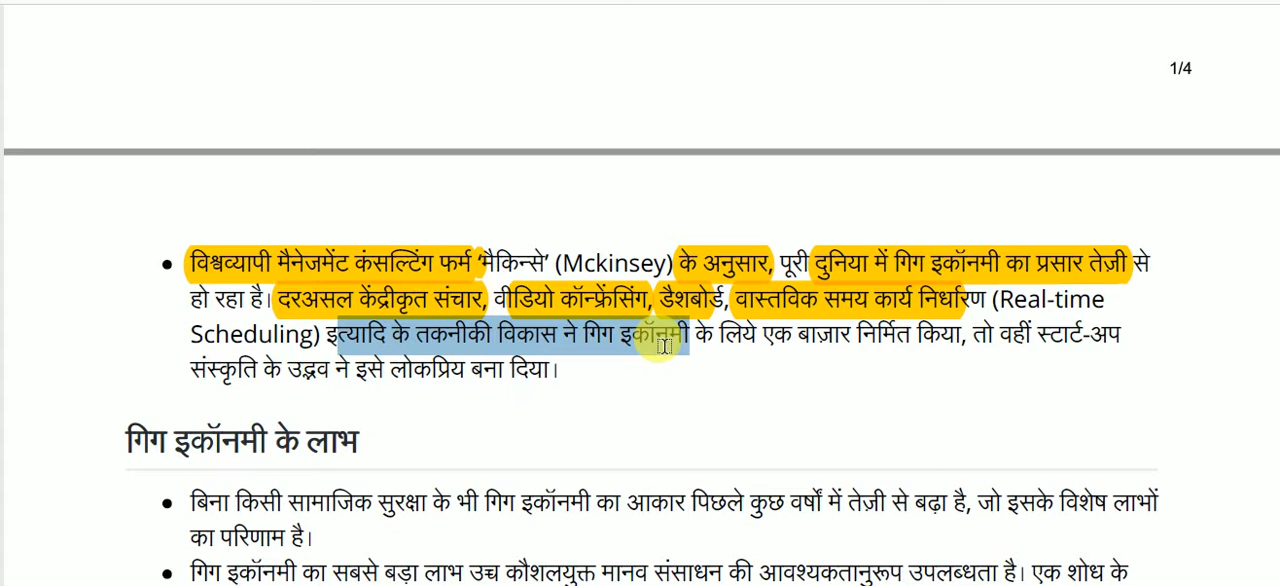 1/4
• विश्वव्यापी मैनेजमेंट कंसल्टिंग फर्म ‘मैकिन्से’ (Mckinsey) के अनुसार, पूरी दुनिया में गिग इकॉनमी का प्रसार तेज़ी से
हो रहा है। दरअसल केंद्रीकृत संचार, वीडियो कॉन्फ्रेंसिंग, डैशबोर्ड, वास्तविक समय कार्य निर्धारण (Real-time
Scheduling) इत्यादि के तकनीकी विकास ने गिग इकॉनमी के लिये एक बाज़ार निर्मित किया, तो वहीं स्टार्ट-अप
संस्कृति के उद्भव ने इसे लोकप्रिय बना दिया।
गिग इकॉनमी के लाभ
• बिना किसी सामाजिक सुरक्षा के भी गिग इकॉनमी का आकार पिछले कुछ वर्षों में तेज़ी से बढ़ा है, जो इसके विशेष लाभों
का परिणाम है।
• गिग इकॉनमी का सबसे बड़ा लाभ उच्च कौशलयुक्त मानव संसाधन की आवश्यकतानुरूप उपलब्धता है। एक शोध के